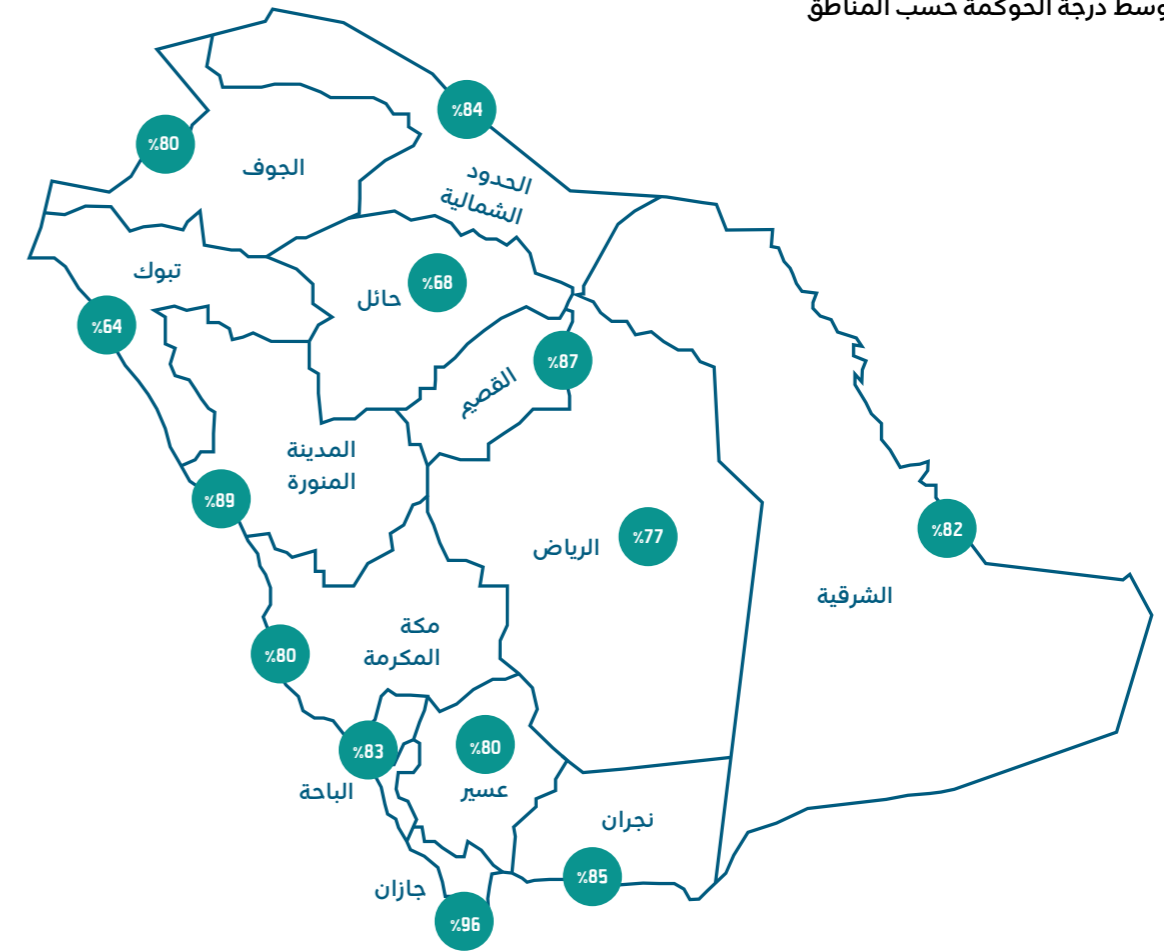 وسط درجة الحوكمة حسب المناطق
%84
%80
الجوف
الحدود
الشمالية
تبوك
%68
حائل
%64
%87
القصيم
المدينة
المنورة
%89
%77
الرياض
%82
الشرقية
مكة
المكرمة
%80
%83
%80
الباحة
عسير
نجران
%85
جازان
%96